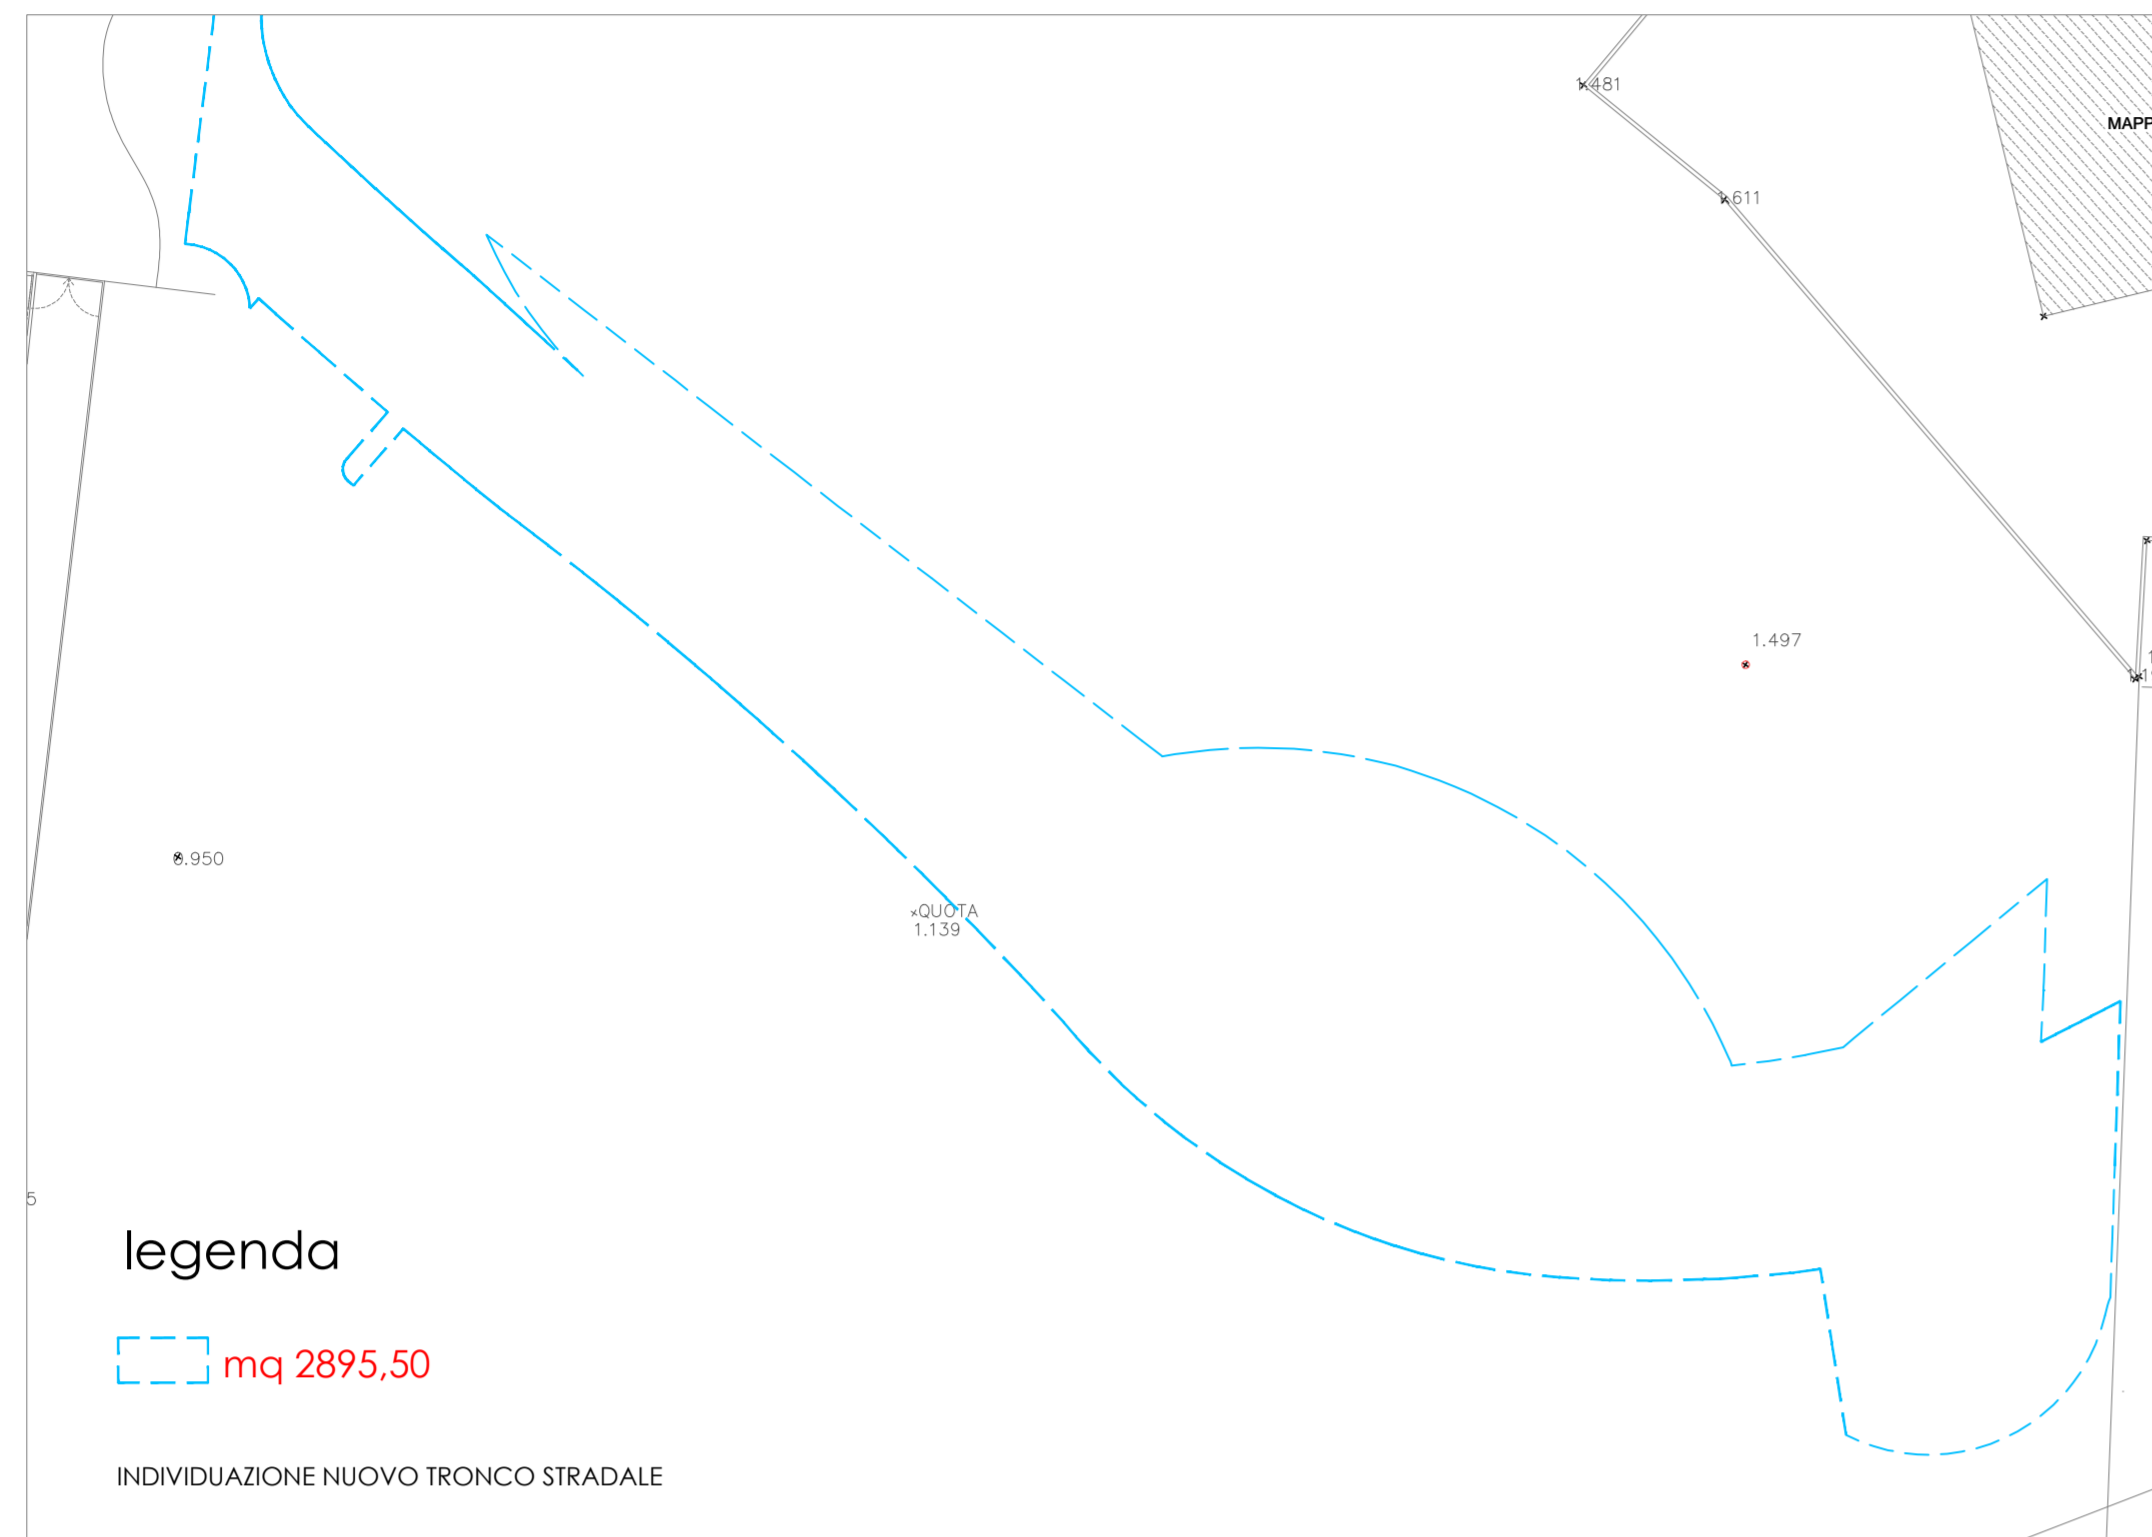 1.481
MAPP
1.611
1.497
0.950
QUOTA
1.139
5
legenda
mq 2895,50
INDIVIDUAZIONE NUOVO TRONCO STRADALE